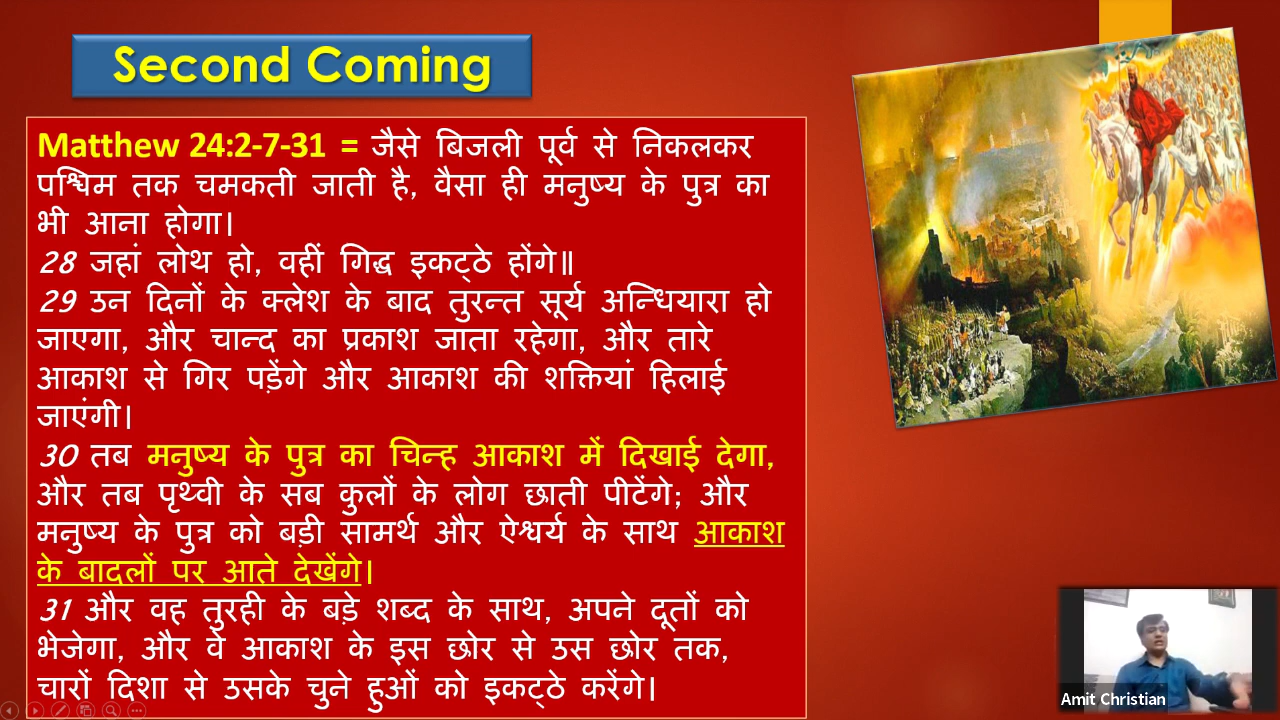 Second Coming
Matthew 24:2-7-31 = जैसे बिजली पूर्व से निकलकर
पश्चिम तक चमकती जाती है, वैसा ही मनुष्य के पुत्र का
भी आना होगा।
28 जहां लोथ हो, वहीं गिद्ध इकट्ठे होंगे॥
29 उन दिनों के क्लेश के बाद तुरन्त सूर्य अन्धियारा हो
जाएगा, और चान्द का प्रकाश जाता रहेगा, और तारे
आकाश से गिर पड़ेंगे और आकाश की शक्तियां हिलाई
जाएंगी।
30 तब मनुष्य के पुत्र का चिन्ह आकाश में दिखाई देगा,
और तब पृथ्वी के सब कुलों के लोग छाती पीटेंगे; और
मनुष्य के पुत्र को बड़ी सामर्थ और ऐश्वर्य के साथ आकाश
के बादलों पर आते देखेंगे।
31 और वह तुरही के बड़े शब्द के साथ, अपने दूतों को
भेजेगा, और वे आकाश के इस छोर से उस छोर तक,
चारों दिशा से उसके चुने हुओं को इकट्ठे करेंगे।
Amit Christian